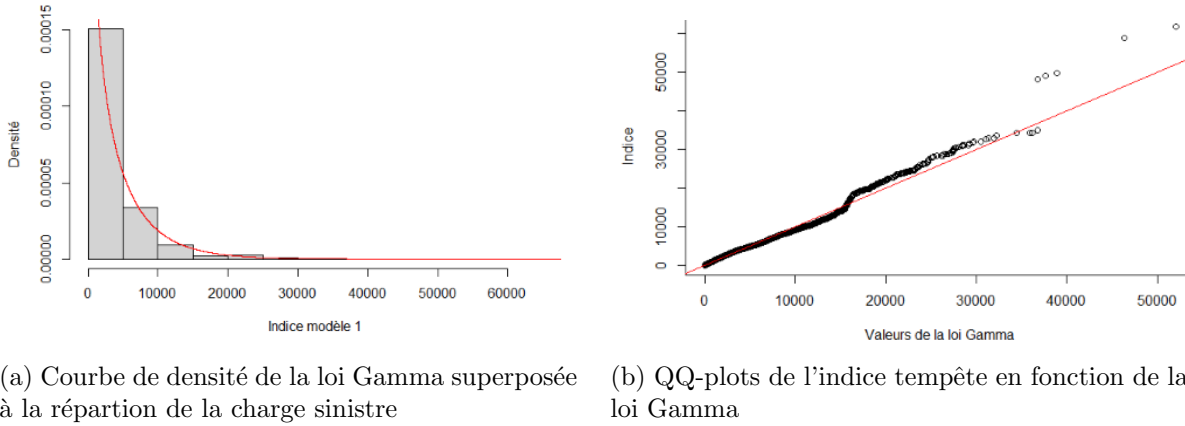 0.00000 0.00005 0.00010 0.00015
Densité
0 10000 20000 30000 40000 50000 60000
Indice modèle 1
0 10000 30000 50000
Indice
0 10000 20000 30000 40000 50000
Valeurs de la loi Gamma
(a) Courbe de densité de la loi Gamma superposée
à la répartion de la charge sinistre
(b) QQ-plots de l'indice tempête en fonction de la
loi Gamma